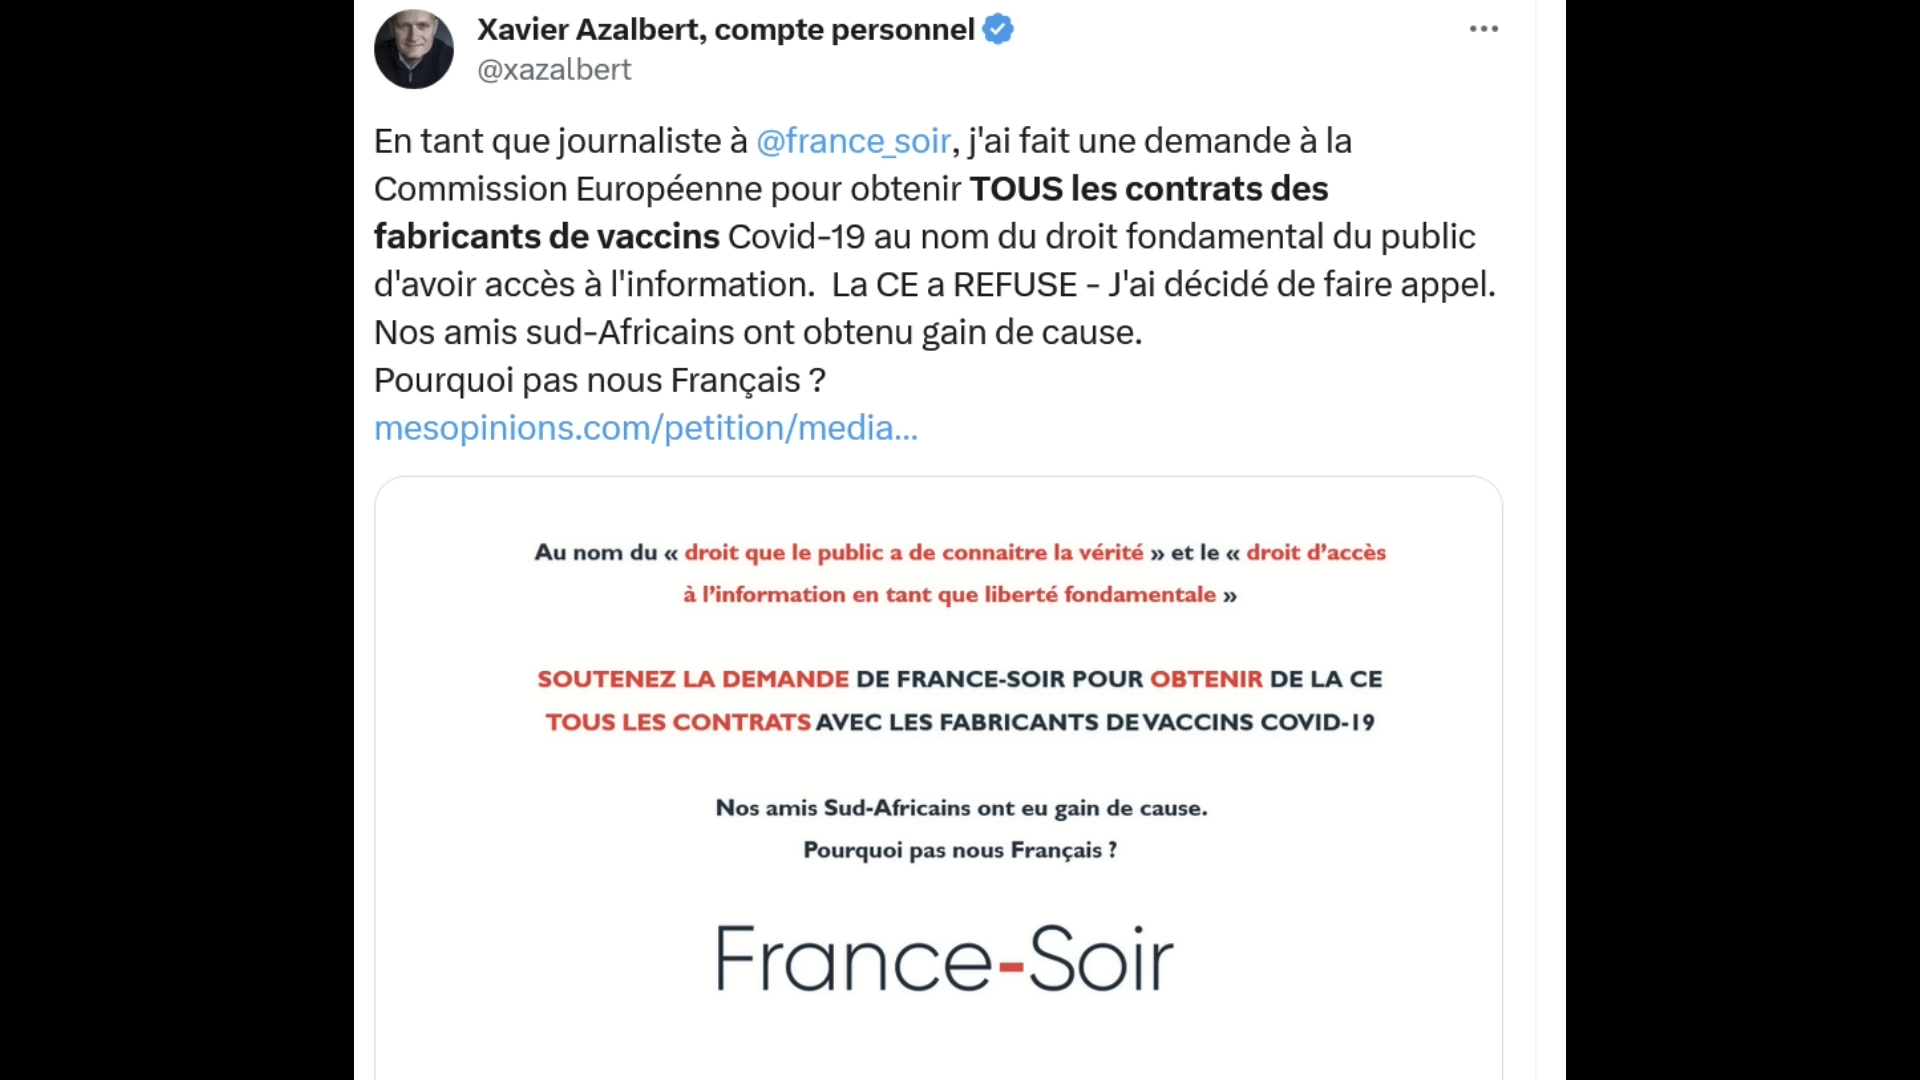 Xavier Azalbert, compte personnel
@xazalbert
En tant que journaliste à @france_soir, j'ai fait une demande à la
Commission Européenne pour obtenir TOUS les contrats des
fabricants de vaccins Covid-19 au nom du droit fondamental du public
d'avoir accès à l'information.  La CE a REFUSE - J'ai décidé de faire appel.
Nos amis sud-Africains ont obtenu gain de cause.
Pourquoi pas nous Français ?
mesopinions.com/petition/media...
Au nom du « droit que le public a de connaitre la vérité » et le « droit d’accès
à l’information en tant que liberté fondamentale »
SOUTENEZ LA DEMANDE DE FRANCE-SOIR POUR OBTENIR DE LA CE
TOUS LES CONTRATS AVEC LES FABRICANTS DE VACCINS COVID-19
Nos amis Sud-Africains ont eu gain de cause.
Pourquoi pas nous Français ?
France-Soir